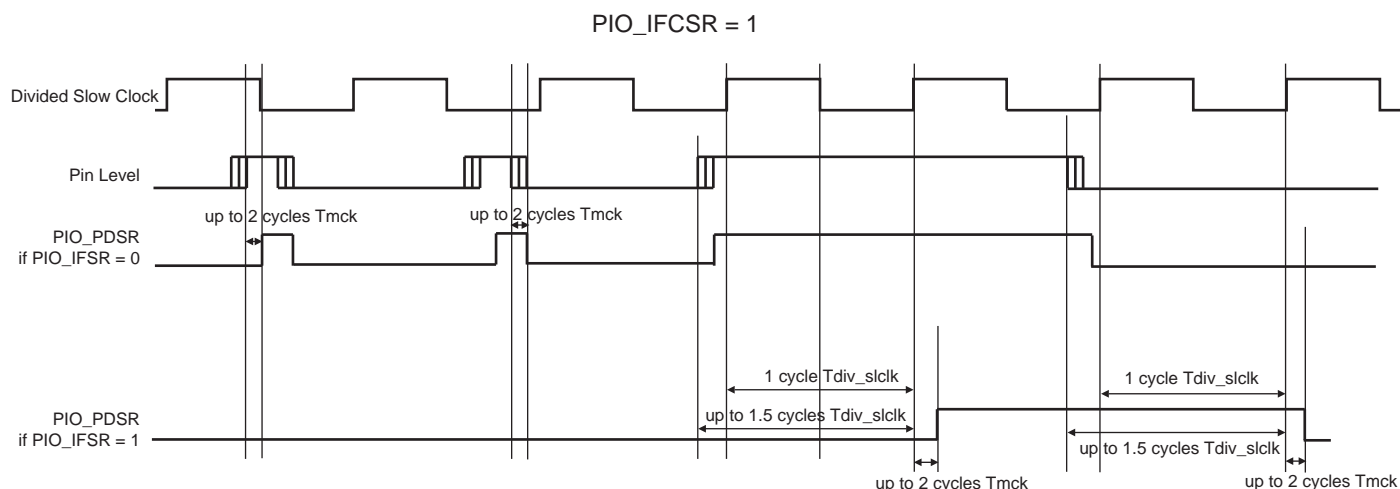 PIO_IFCSR = 1
Divided Slow Clock
Pin Level
up to 2 cycles Tmck
up to 2 cycles Tmck
PIO_PDSR
if PIO_IFSR = 0
1 cycle Tdiv_slclk
1 cycle Tdiv_slclk
PIO_PDSR
if PIO_IFSR = 1
up to 1.5 cycles Tdiv_slclk
up to 1.5 cycles Tdiv_slclk
up to 2 cycles Tmck
up to 2 cycles Tmck